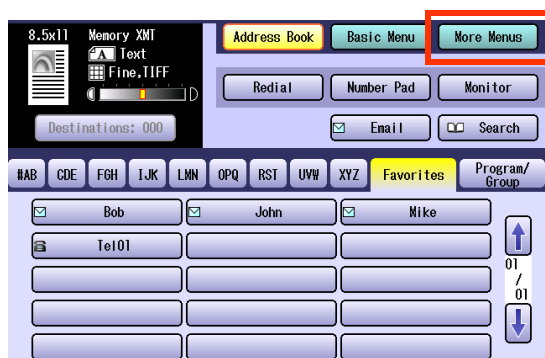 8.5x11 Memory XMT
A Text
Fine,TIFF
D
Destinations: 000
Address Book Basic Menu More Menus
Redial Number Pad Monitor
Email Search
#AB CDE FGH IJK LMN OPQ RST UVW XYZ Favorites Program/
Group
Bob John Mike
Tel01
01
/
01